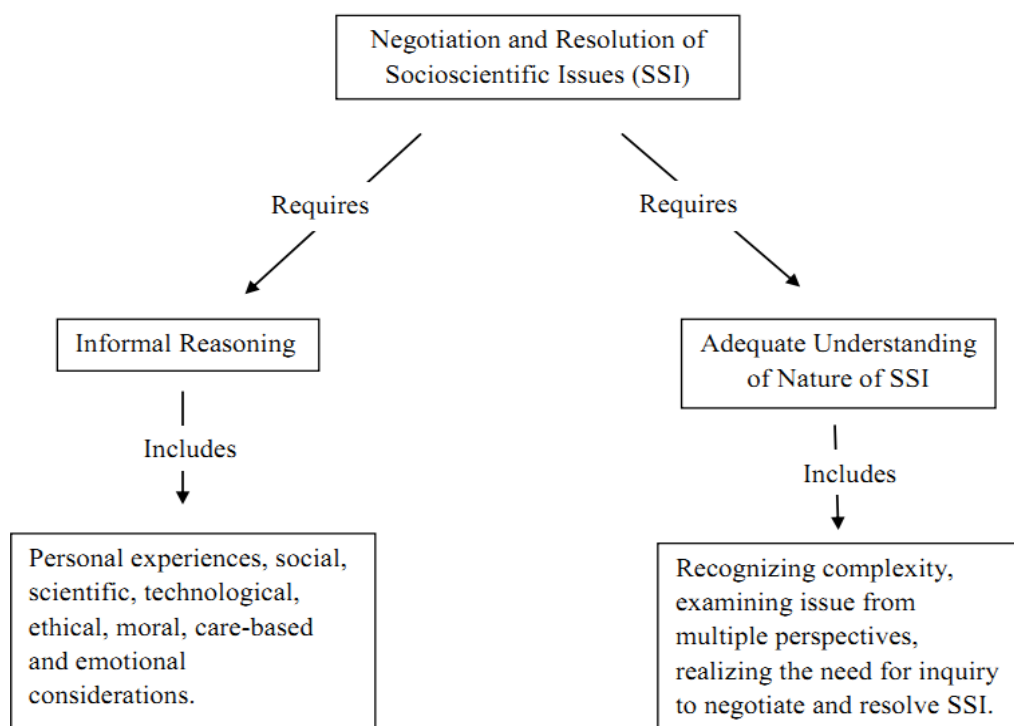 Negotiation and Resolution of
Socioscientific Issues (SSI)
Requires
Requires
Informal Reasoning
Adequate Understanding
of Nature of SSI
Includes
Includes
Personal experiences, social,
scientific, technological,
ethical, moral, care-based
and emotional
considerations.
Recognizing complexity,
examining issue from
multiple perspectives,
realizing the need for inquiry
to negotiate and resolve SSI.